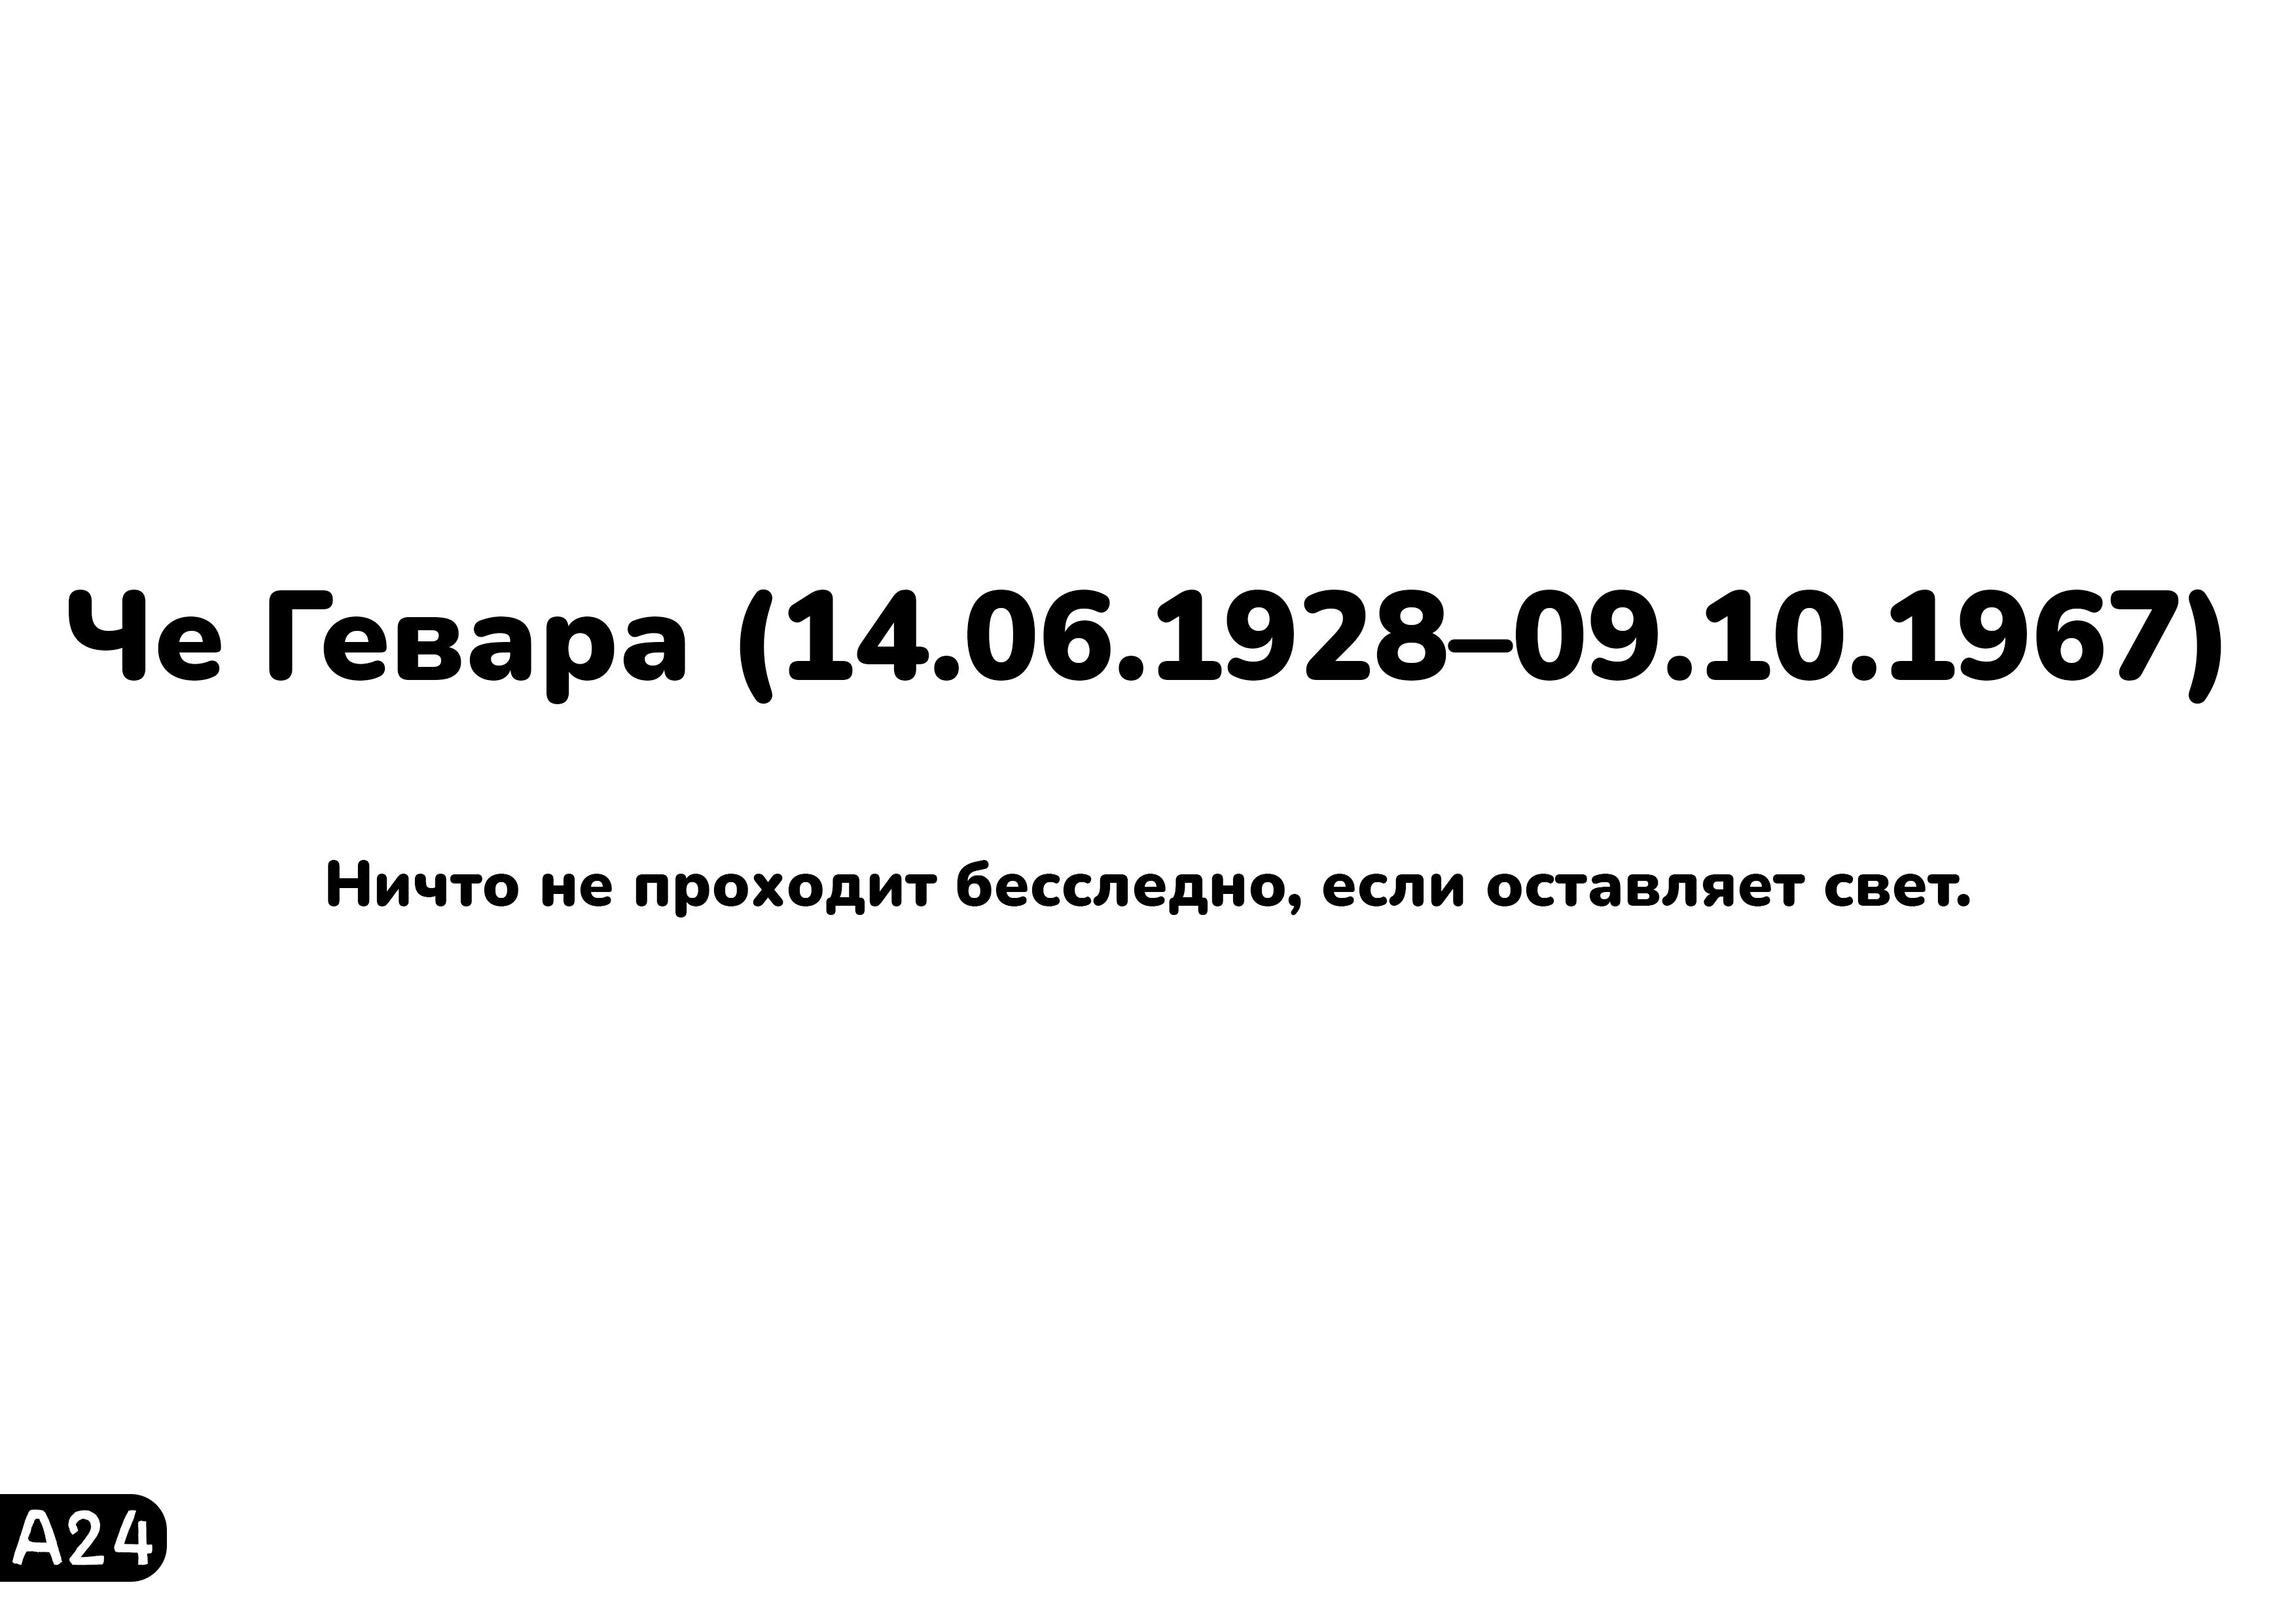 Че Гевара (14.06.1928–09.10.1967)
Ничто не проходит бесследно, если оставляет свет.
A24